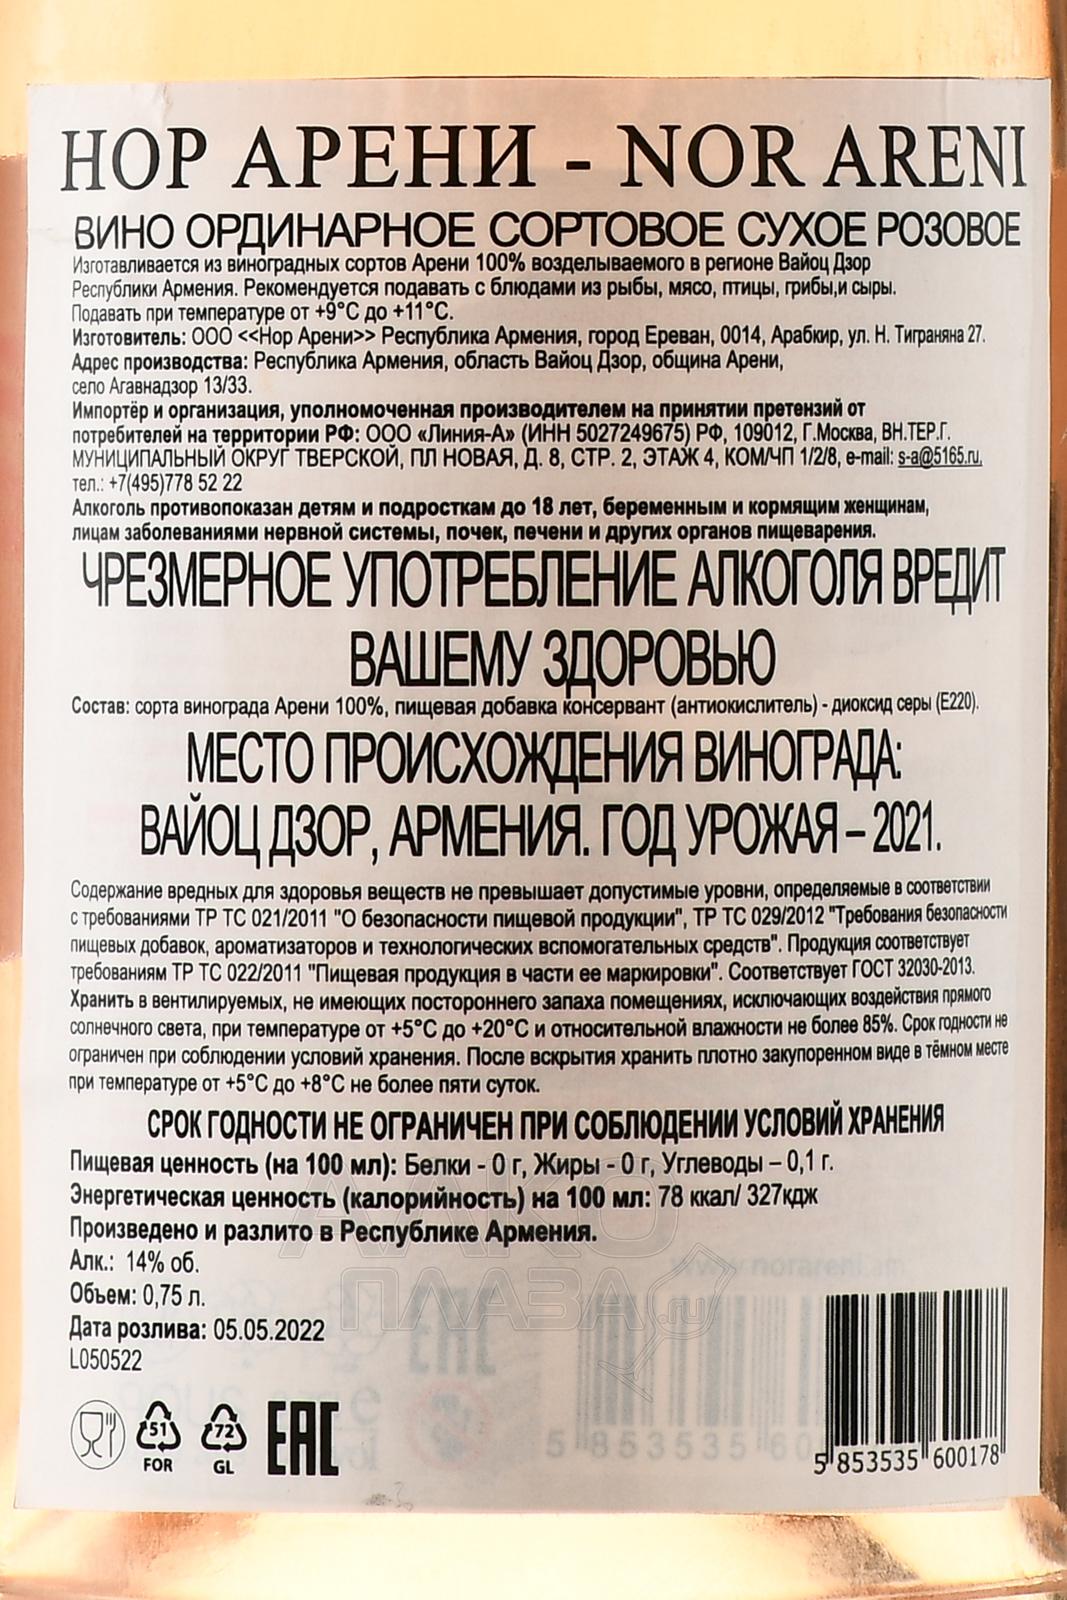 НОР АРЕНИ - NOR ARENI
ВИНО ОРДИНАРНОЕ СОРТОВОЕ СУХОЕ РОЗОВОЕ
Изготавливается из виноградных сортов Арени 100% возделываемого в регионе Вайоц Дзор
Республики Армения. Рекомендуется подавать с блюдами из рыбы, мясо, птицы, грибы,и сыры.
Подавать при температуре от +9°С до +11°С.
Изготовитель: ООО <<Нор Арени>> Республика Армения, город Ереван, 0014, Арабкир, ул. Н. Тиграняна 27.
Адрес производства: Республика Армения, область Вайоц Дзор, община Арени,
село Агавнадзор 13/33.
Импортёр и организация, уполномоченная производителем на принятии претензий от
потребителей на территории РФ: ООО «Линия-А» (ИНН 5027249675) РФ, 109012, Г.Москва, ВН.ТЕР.Г.
МУНИЦИПАЛЬНЫЙ ОКРУГ ТВЕРСКОЙ, ПЛ НОВАЯ, Д. 8, СТР. 2, ЭТАЖ 4, КОМ/ЧП 1/2/8, e-mail: s-a@5165.ru,
тел.: +7(495)778 52 22
Алкоголь противопоказан детям и подросткам до 18 лет, беременным и кормящим женщинам,
лицам заболеваниями нервной системы, почек, печени и других органов пищеварения.
ЧРЕЗМЕРНОЕ УПОТРЕБЛЕНИЕ АЛКОГОЛЯ ВРЕДИТ
ВАШЕМУ ЗДОРОВЬЮ
Состав: сорта винограда Арени 100%, пищевая добавка консервант (антиокислитель) - диоксид серы (Е220).
МЕСТО ПРОИСХОЖДЕНИЯ ВИНОГРАДА:
ВАЙОЦ ДЗОР, АРМЕНИЯ. ГОД УРОЖАЯ – 2021.
Содержание вредных для здоровья веществ не превышает допустимые уровни, определяемые в соответствии
с требованиями ТР ТС 021/2011 "О безопасности пищевой продукции", ТР ТС 029/2012 "Требования безопасности
пищевых добавок, ароматизаторов и технологических вспомогательных средств". Продукция соответствует
требованиям ТР ТС 022/2011 "Пищевая продукция в части ее маркировки". Соответствует ГОСТ 32030-2013.
Хранить в вентилируемых, не имеющих постороннего запаха помещениях, исключающих воздействия прямого
солнечного света, при температуре от +5°С до +20°С и относительной влажности не более 85%. Срок годности не
ограничен при соблюдении условий хранения. После вскрытия хранить плотно закупоренном виде в тёмном месте
при температуре от +5°С до +8°С не более пяти суток.
СРОК ГОДНОСТИ НЕ ОГРАНИЧЕН ПРИ СОБЛЮДЕНИИ УСЛОВИЙ ХРАНЕНИЯ
Пищевая ценность (на 100 мл): Белки - 0 г, Жиры - 0 г, Углеводы – 0,1 г.
Энергетическая ценность (калорийность) на 100 мл: 78 ккал/ 327кдж
Произведено и разлито в Республике Армения.
Алк.: 14% об.
Объем: 0,75 л.
Дата розлива: 05.05.2022
L050522
51 72
FOR GL
ЕАС
5 853535 600178
www.norareni.am
АЛКО
ПЛАЗА.ru